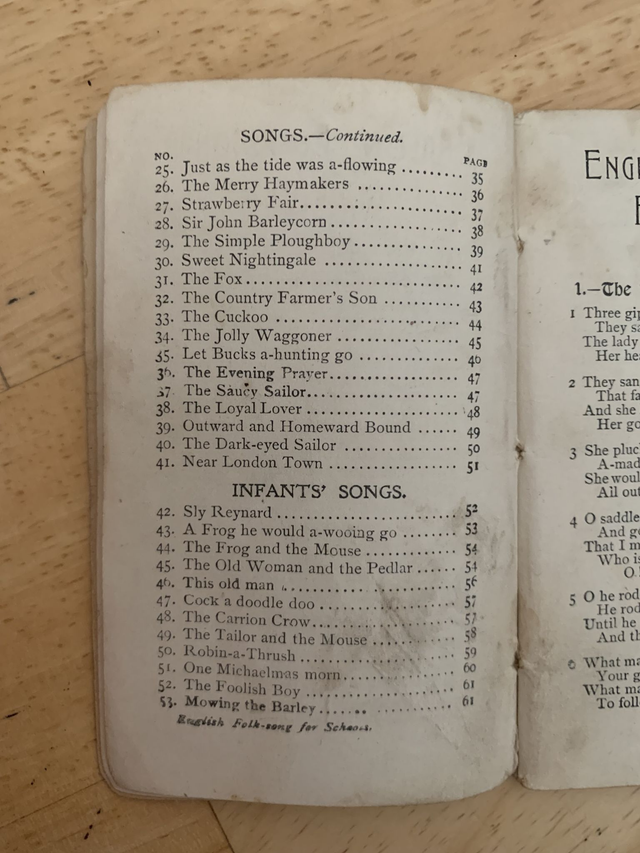 SONGS.—Continued.
NO. PAGE
25. Just as the tide was a-flowing ......... 35
26. The Merry Haymakers ................ 36
27. Strawberry Fair........................ 37
28. Sir John Barleycorn .................... 38
29. The Simple Ploughboy ................ 39
30. Sweet Nightingale ..................... 41
31. The Fox................................ 42
32. The Country Farmer's Son ............ 43
33. The Cuckoo ........................... 44
34. The Jolly Waggoner .................. 45
35. Let Bucks a-hunting go ............... 46
36. The Evening Prayer................... 47
37. The Saucy Sailor...................... 47
38. The Loyal Lover ...................... 48
39. Outward and Homeward Bound ...... 49
40. The Dark-eyed Sailor ................. 50
41. Near London Town ................... 51
INFANTS' SONGS.
42. Sly Reynard .......................... 52
43. A Frog he would a-wooing go ......... 53
44. The Frog and the Mouse .............. 54
45. The Old Woman and the Pedlar ...... 54
46. This old man ......................... 56
47. Cock a doodle doo .................... 57
48. The Carrion Crow..................... 57
49. The Tailor and the Mouse ............ 58
50. Robin-a-Thrush ....................... 59
51. One Michaelmas morn................. 60
52. The Foolish Boy ...................... 61
53. Mowing the Barley.................... 61
English Folk-song for Schools.
1.—The
1 Three
They
The lady
Her
2 They
That
And she
Her
3 She
A-mad
She
All out
4 O saddle
And
That I
Who
O
5 O he
He
Until he
And
6 What
Your
What
To